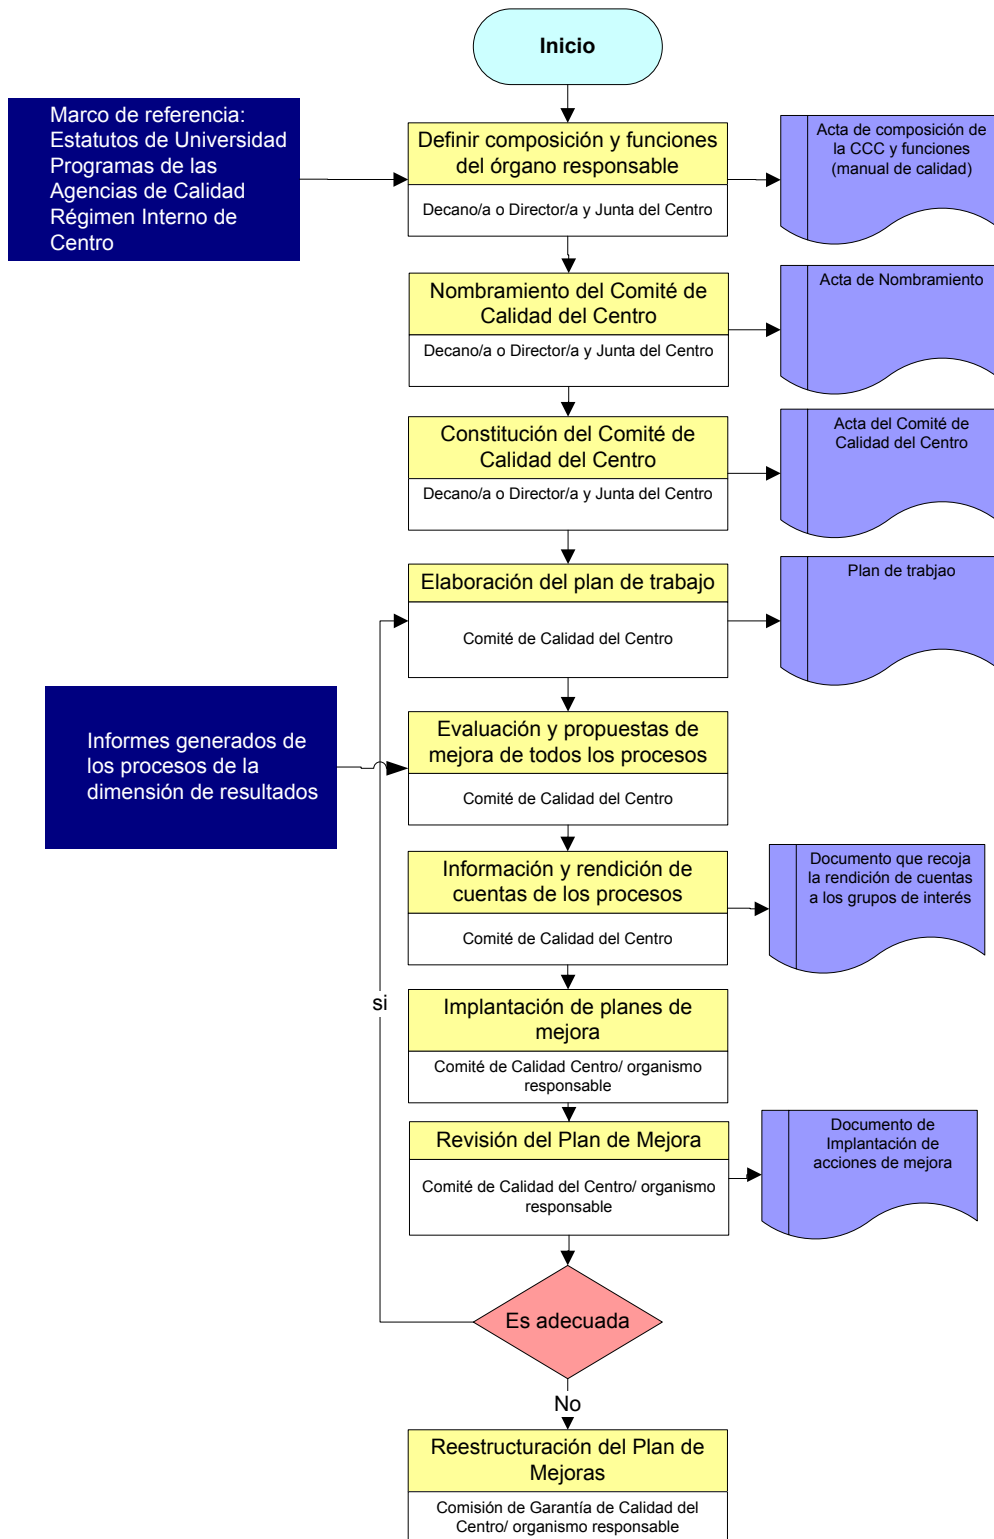 Inicio
Marco de referencia:
Estatutos de Universidad
Programas de las
Agencias de Calidad
Régimen Interno de
Centro
Definir composición y funciones
del órgano responsable
Decano/a o Director/a y Junta del Centro
Acta de composición de
la CCC y funciones
(manual de calidad)
Nombramiento del Comité de
Calidad del Centro
Decano/a o Director/a y Junta del Centro
Acta de Nombramiento
Constitución del Comité de
Calidad del Centro
Decano/a o Director/a y Junta del Centro
Acta del Comité de
Calidad del Centro
Elaboración del plan de trabajo
Comité de Calidad del Centro
Plan de trabjao
Informes generados de
los procesos de la
dimensión de resultados
Evaluación y propuestas de
mejora de todos los procesos
Comité de Calidad del Centro
Información y rendición de
cuentas de los procesos
Comité de Calidad del Centro
Documento que recoja
la rendición de cuentas
a los grupos de interés
si
Implantación de planes de
mejora
Comité de Calidad Centro/ organismo
responsable
Revisión del Plan de Mejora
Comité de Calidad del Centro/ organismo
responsable
Documento de
Implantación de
acciones de mejora
Es adecuada
No
Reestructuración del Plan de
Mejoras
Comisión de Garantía de Calidad del
Centro/ organismo responsable